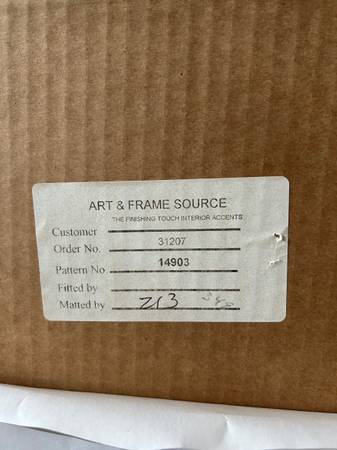 ART & FRAME SOURCE
THE FINISHING TOUCH INTERIOR ACCENTS
Customer
Order No. 31207
Pattern No 14903
Fitted by
Matted by 213